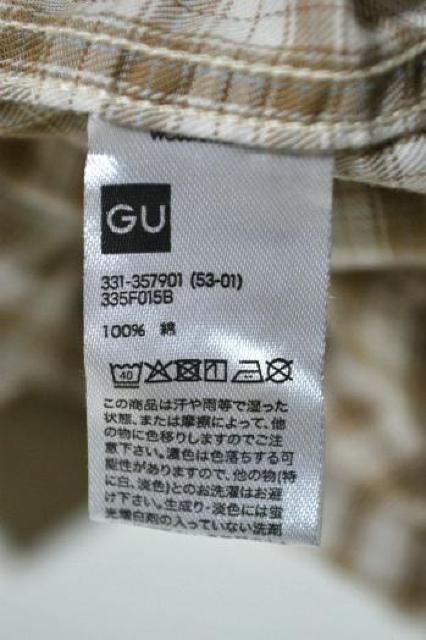 GU
331-357901 (53-01)
335F015B
100% 綿
40
この商品は汗や雨等で湿った
状態、または摩擦によって、他
の物に色移りしますのでご注
意下さい。濃色は色落ちする可
能性がありますので、他の物(特
に白、淡色)とのお洗濯はお避
け下さい。生成り・淡色には蛍
光増白剤の入っていない洗剤